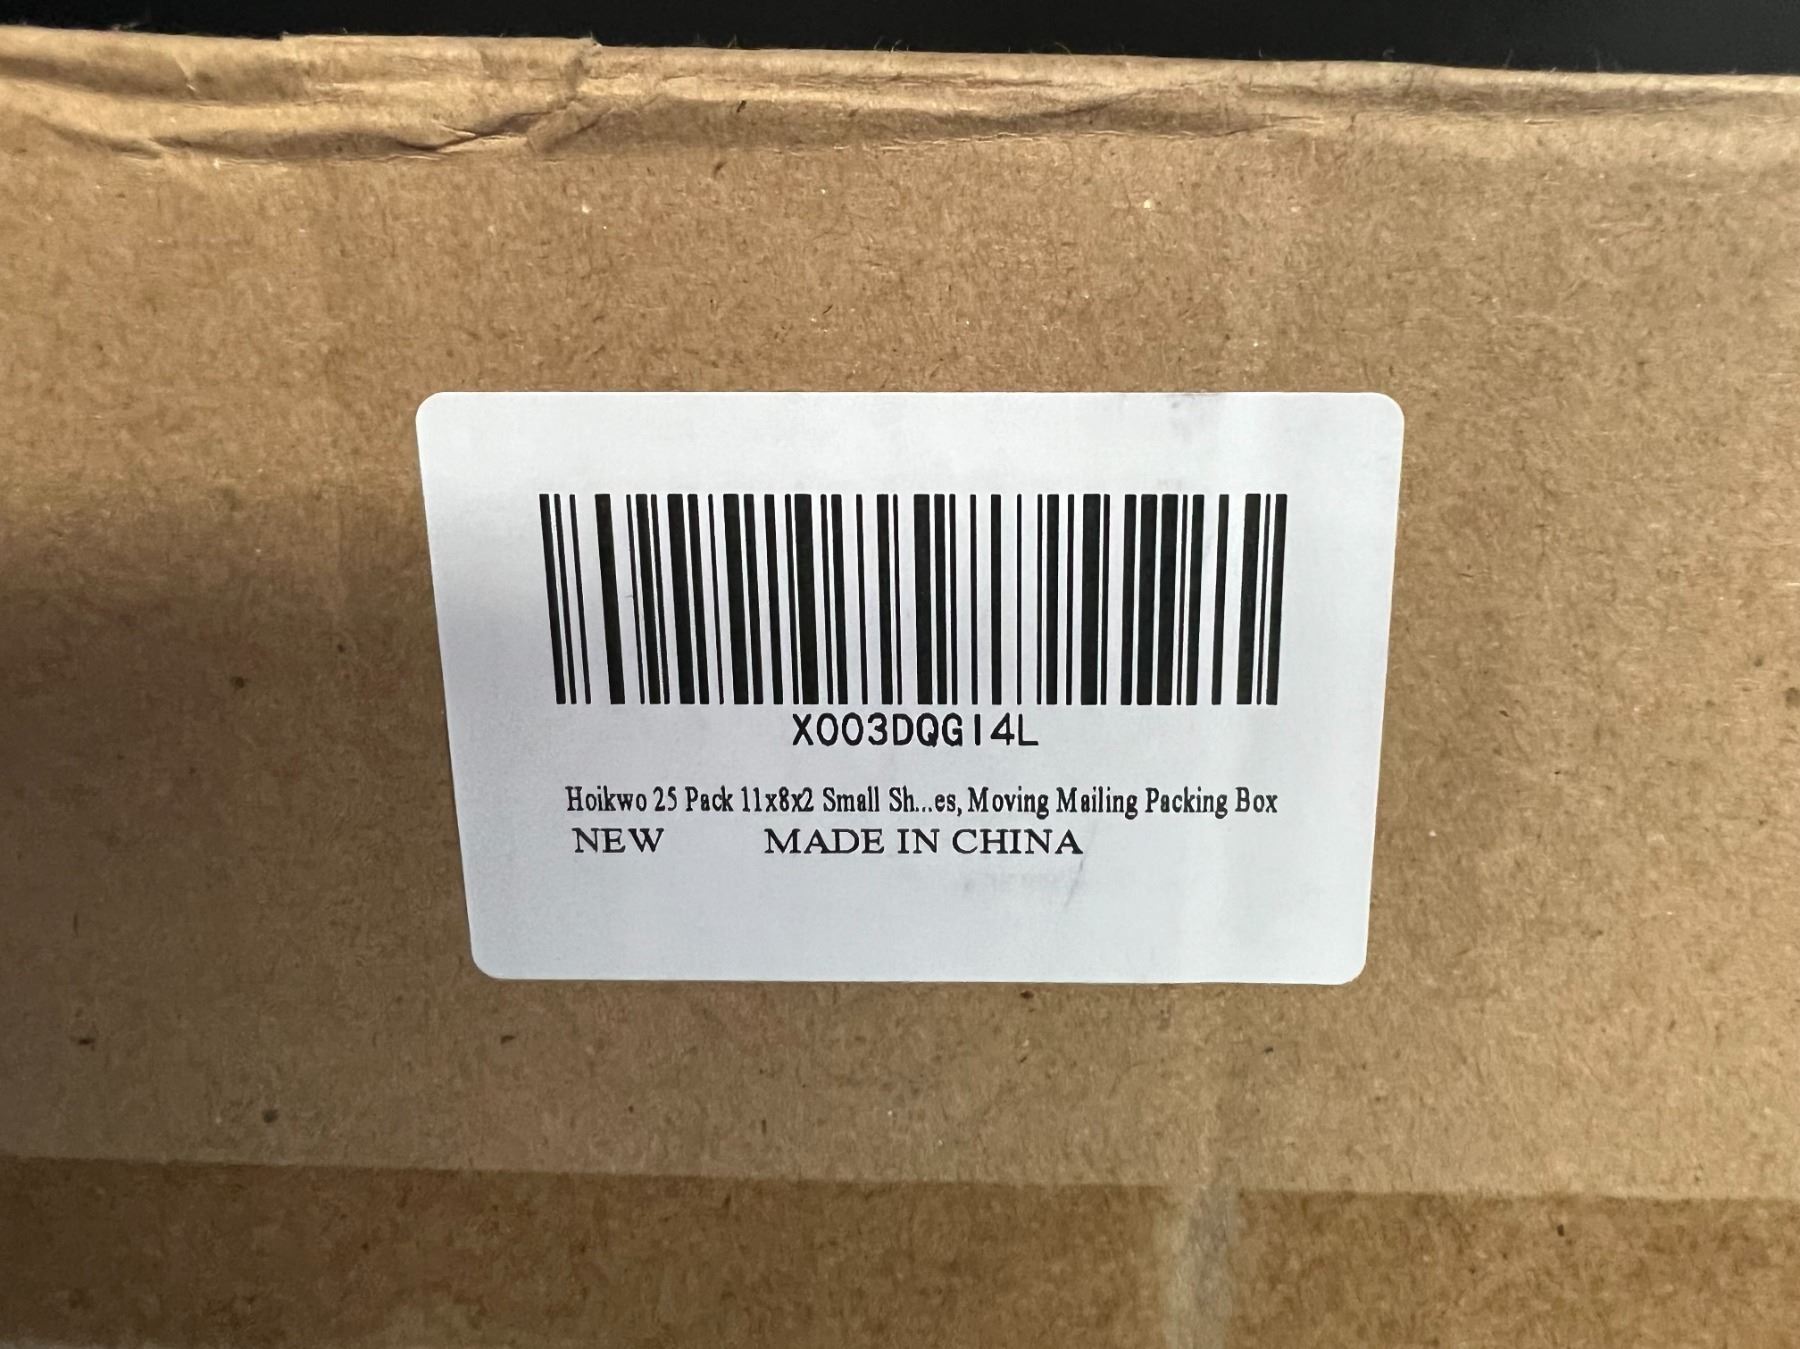 X003DQGI4L
Hoikwo 25 Pack 11x8x2 Small Sh...es, Moving Mailing Packing Box
NEW MADE IN CHINA